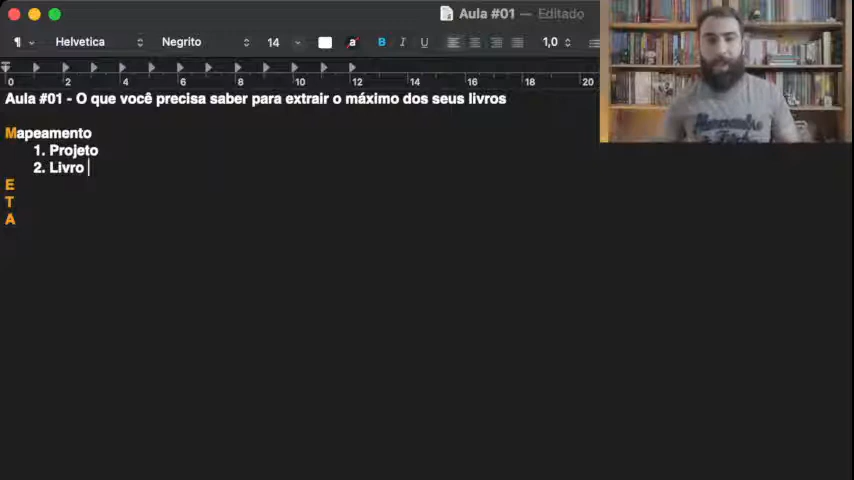 Aula #01 — Editado
¶ Helvetica Negrito 14 a B I U 1,0
0 2 4 6 8 10 12 14 16 18 20
Aula #01 - O que você precisa saber para extrair o máximo dos seus livros
Mapeamento
1. Projeto
2. Livro
E
T
A